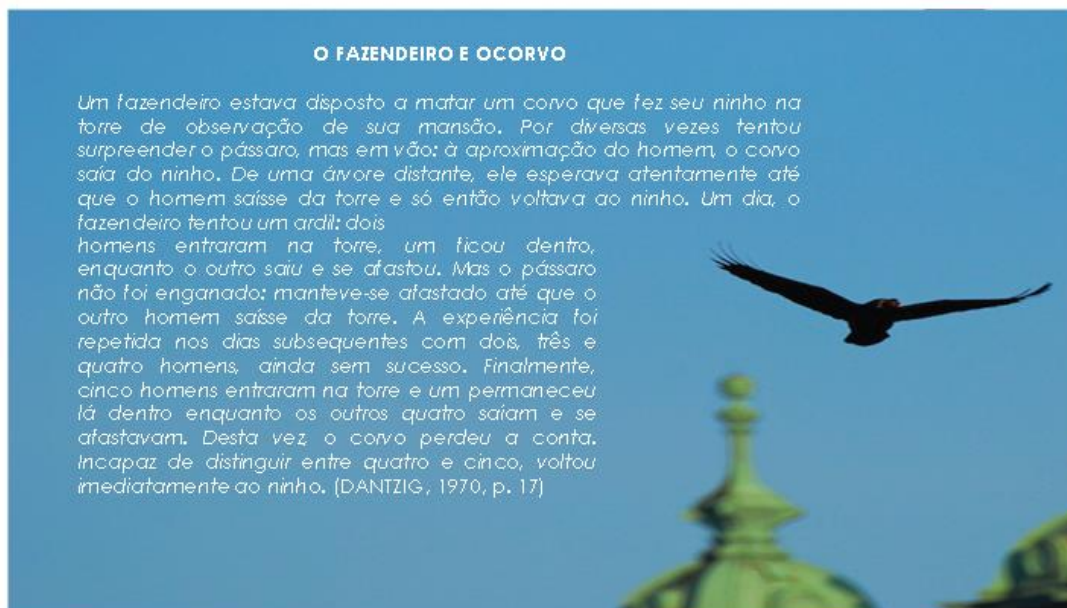 O FAZENDEIRO E OCORVO
Um fazendeiro estava disposto a matar um corvo que fez seu ninho na
torre de observação de sua mansão. Por diversas vezes tentou
surpreender o pássaro, mas em vão: à aproximação do homem, o corvo
saía do ninho. De uma árvore distante, ele esperava atentamente até
que o homem saísse da torre e só então voltava ao ninho. Um dia, o
fazendeiro tentou um ardil: dois
homens entraram na torre, um ficou dentro,
enquanto o outro saiu e se afastou. Mas o pássaro
não foi enganado: manteve-se afastado até que o
outro homem saísse da torre. A experiência foi
repetida nos dias subsequentes com dois, três e
quatro homens, ainda sem sucesso. Finalmente,
cinco homens entraram na torre e um permaneceu
lá dentro enquanto os outros quatro saíam e se
afastavam. Desta vez, o corvo perdeu a conta.
Incapaz de distinguir entre quatro e cinco, voltou
imediatamente ao ninho. (DANTZIG, 1970, p. 17)